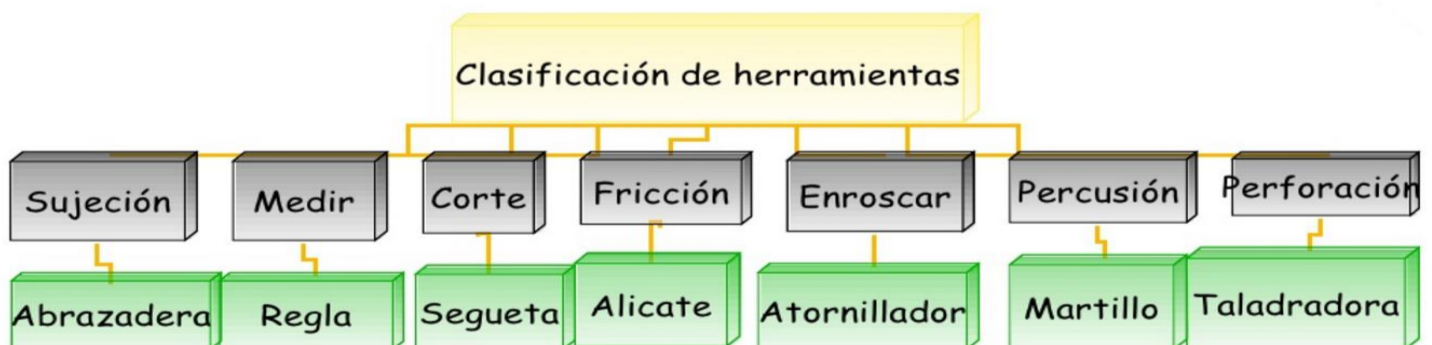 Clasificación de herramientas
Sujeción
Medir
Corte
Fricción
Enroscar
Percusión
Perforación
Abrazadera
Regla
Segueta
Alicate
Atornillador
Martillo
Taladradora